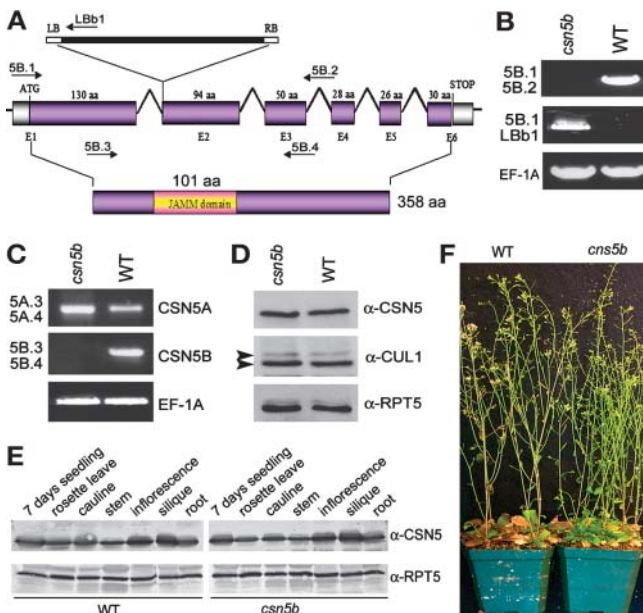 A
LB
LBb1
RB
5B.1
ATG
130 aa
94 aa
50 aa
5B.2
28 aa
26 aa
30 aa
STOP
E1
E2
E3
E4
E5
E6
5B.3
5B.4
101 aa
JAMM domain
358 aa
B
csn5b
WT
5B.1
5B.2
5B.1
LBb1
EF-1A
C
csn5b
WT
5A.3
5A.4
CSN5A
5B.3
5B.4
CSN5B
EF-1A
D
csn5b
WT
α-CSN5
α-CUL1
α-RPT5
E
7 days seedling
rosette leave
cauline
stem
inflorescence
silique
root
7 days seedling
rosette leave
cauline
stem
inflorescence
silique
root
α-CSN5
α-RPT5
WT
csn5b
F
WT
cns5b